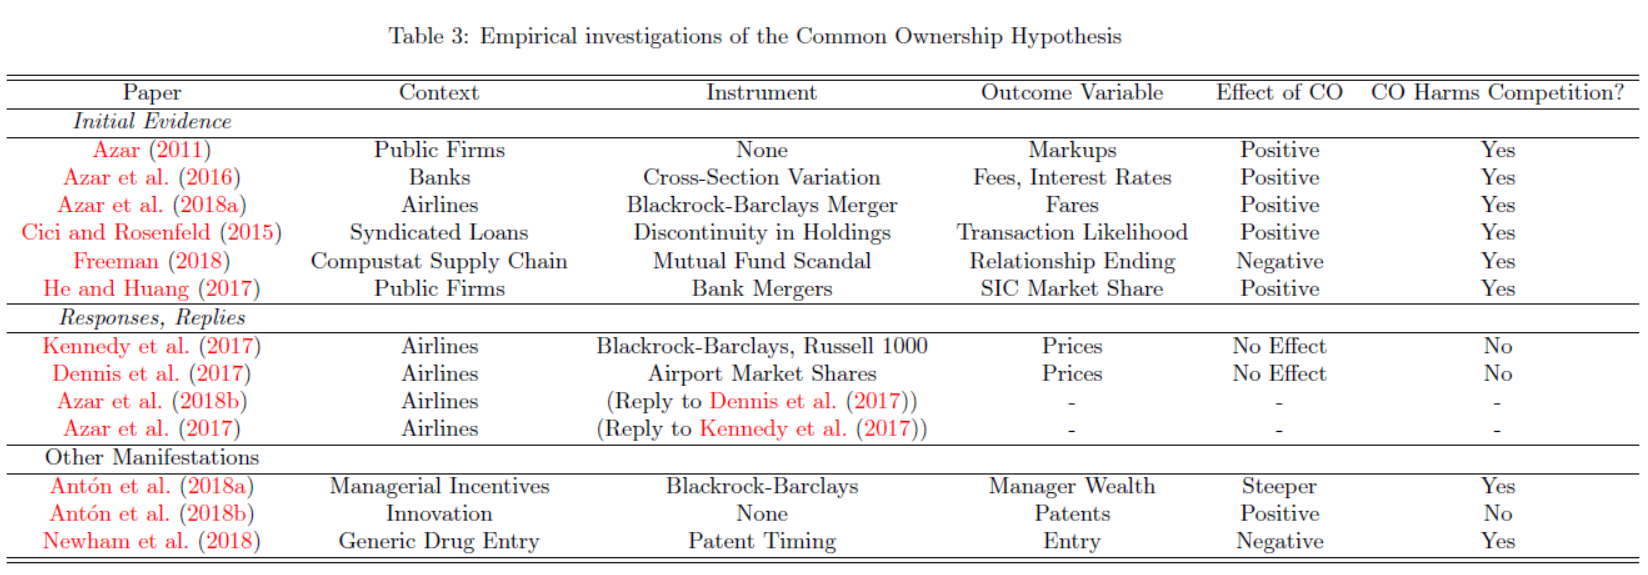 Table 3: Empirical investigations of the Common Ownership Hypothesis
Paper Context Instrument Outcome Variable Effect of CO CO Harms Competition?
Initial Evidence
Azar (2011) Public Firms None Markups Positive Yes
Azar et al. (2016) Banks Cross-Section Variation Fees, Interest Rates Positive Yes
Azar et al. (2018a) Airlines Blackrock-Barclays Merger Fares Positive Yes
Cici and Rosenfeld (2015) Syndicated Loans Discontinuity in Holdings Transaction Likelihood Positive Yes
Freeman (2018) Compustat Supply Chain Mutual Fund Scandal Relationship Ending Negative Yes
He and Huang (2017) Public Firms Bank Mergers SIC Market Share Positive Yes
Responses, Replies
Kennedy et al. (2017) Airlines Blackrock-Barclays, Russell 1000 Prices No Effect No
Dennis et al. (2017) Airlines Airport Market Shares Prices No Effect No
Azar et al. (2018b) Airlines (Reply to Dennis et al. (2017)) - - -
Azar et al. (2017) Airlines (Reply to Kennedy et al. (2017)) - - -
Other Manifestations
Antón et al. (2018a) Managerial Incentives Blackrock-Barclays Manager Wealth Steeper Yes
Antón et al. (2018b) Innovation None Patents Positive No
Newham et al. (2018) Generic Drug Entry Patent Timing Entry Negative Yes